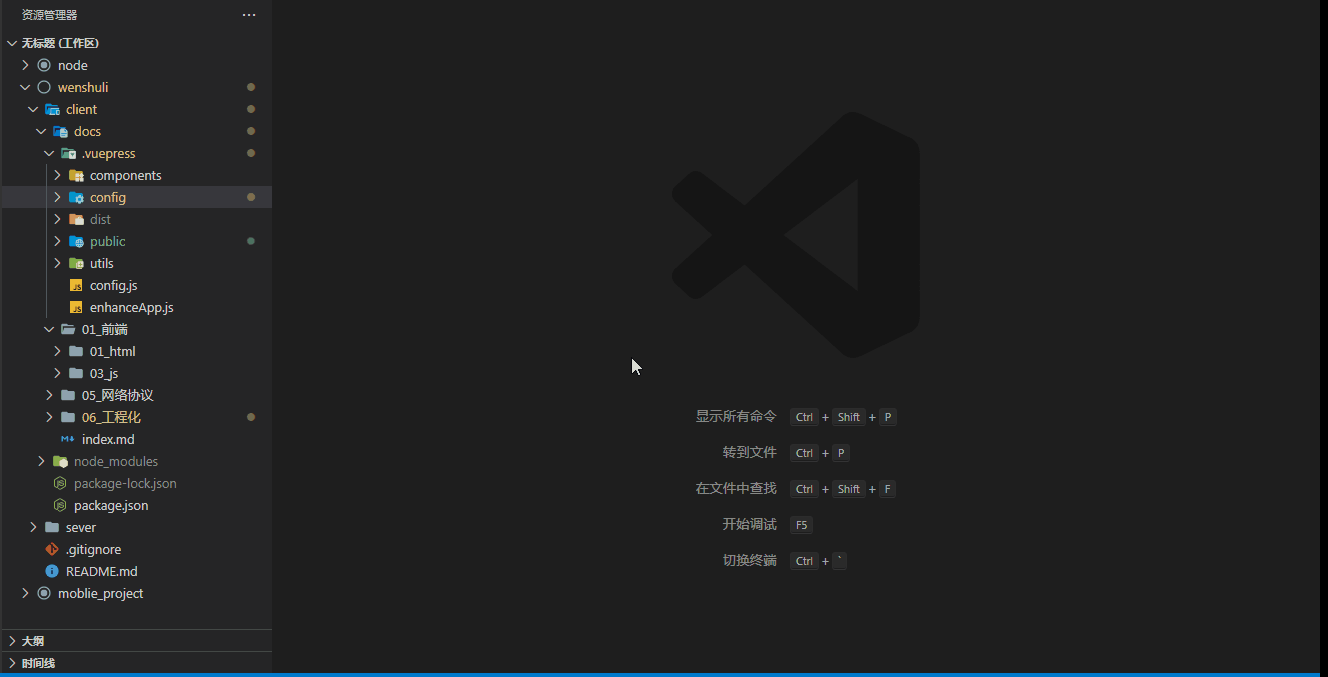 资源管理器
无标题 (工作区)
node
wenshuli
client
docs
.vuepress
components
config
dist
public
utils
config.js
enhanceApp.js
01_前端
01_html
03_js
05_网络协议
06_工程化
index.md
node_modules
package-lock.json
package.json
sever
.gitignore
README.md
moblie_project
大纲
时间线
显示所有命令 Ctrl + Shift + P
转到文件 Ctrl + P
在文件中查找 Ctrl + Shift + F
开始调试 F5
切换终端 Ctrl + `